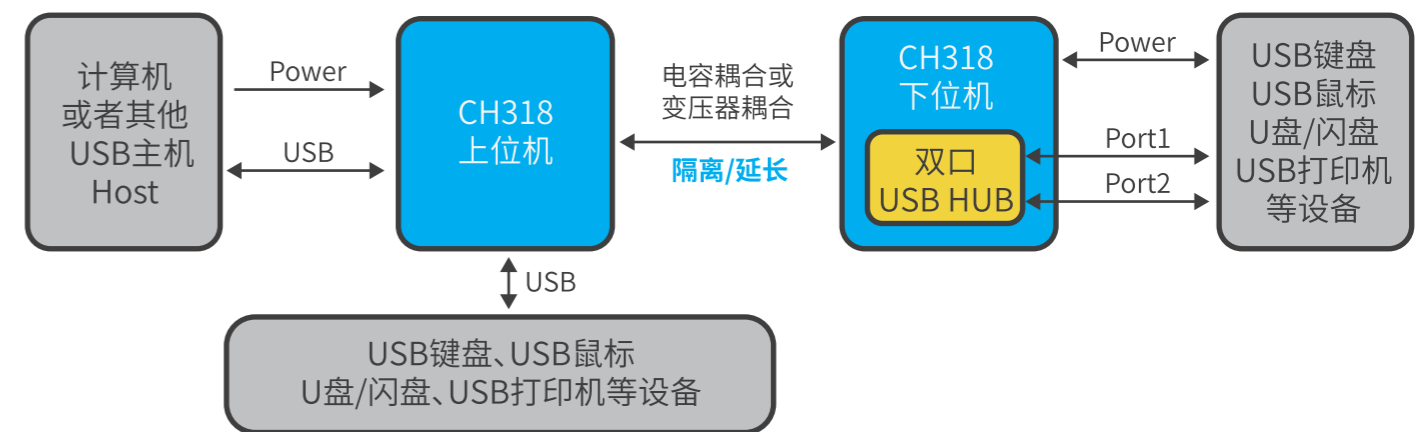 计算机
或者其他
USB主机
Host
Power
USB
CH318
上位机
电容耦合或
变压器耦合
隔离/延长
CH318
下位机
双口
USB HUB
Power
Port1
Port2
USB键盘
USB鼠标
U盘/闪盘
USB打印机
等设备
USB
USB键盘、USB鼠标
U盘/闪盘、USB打印机等设备